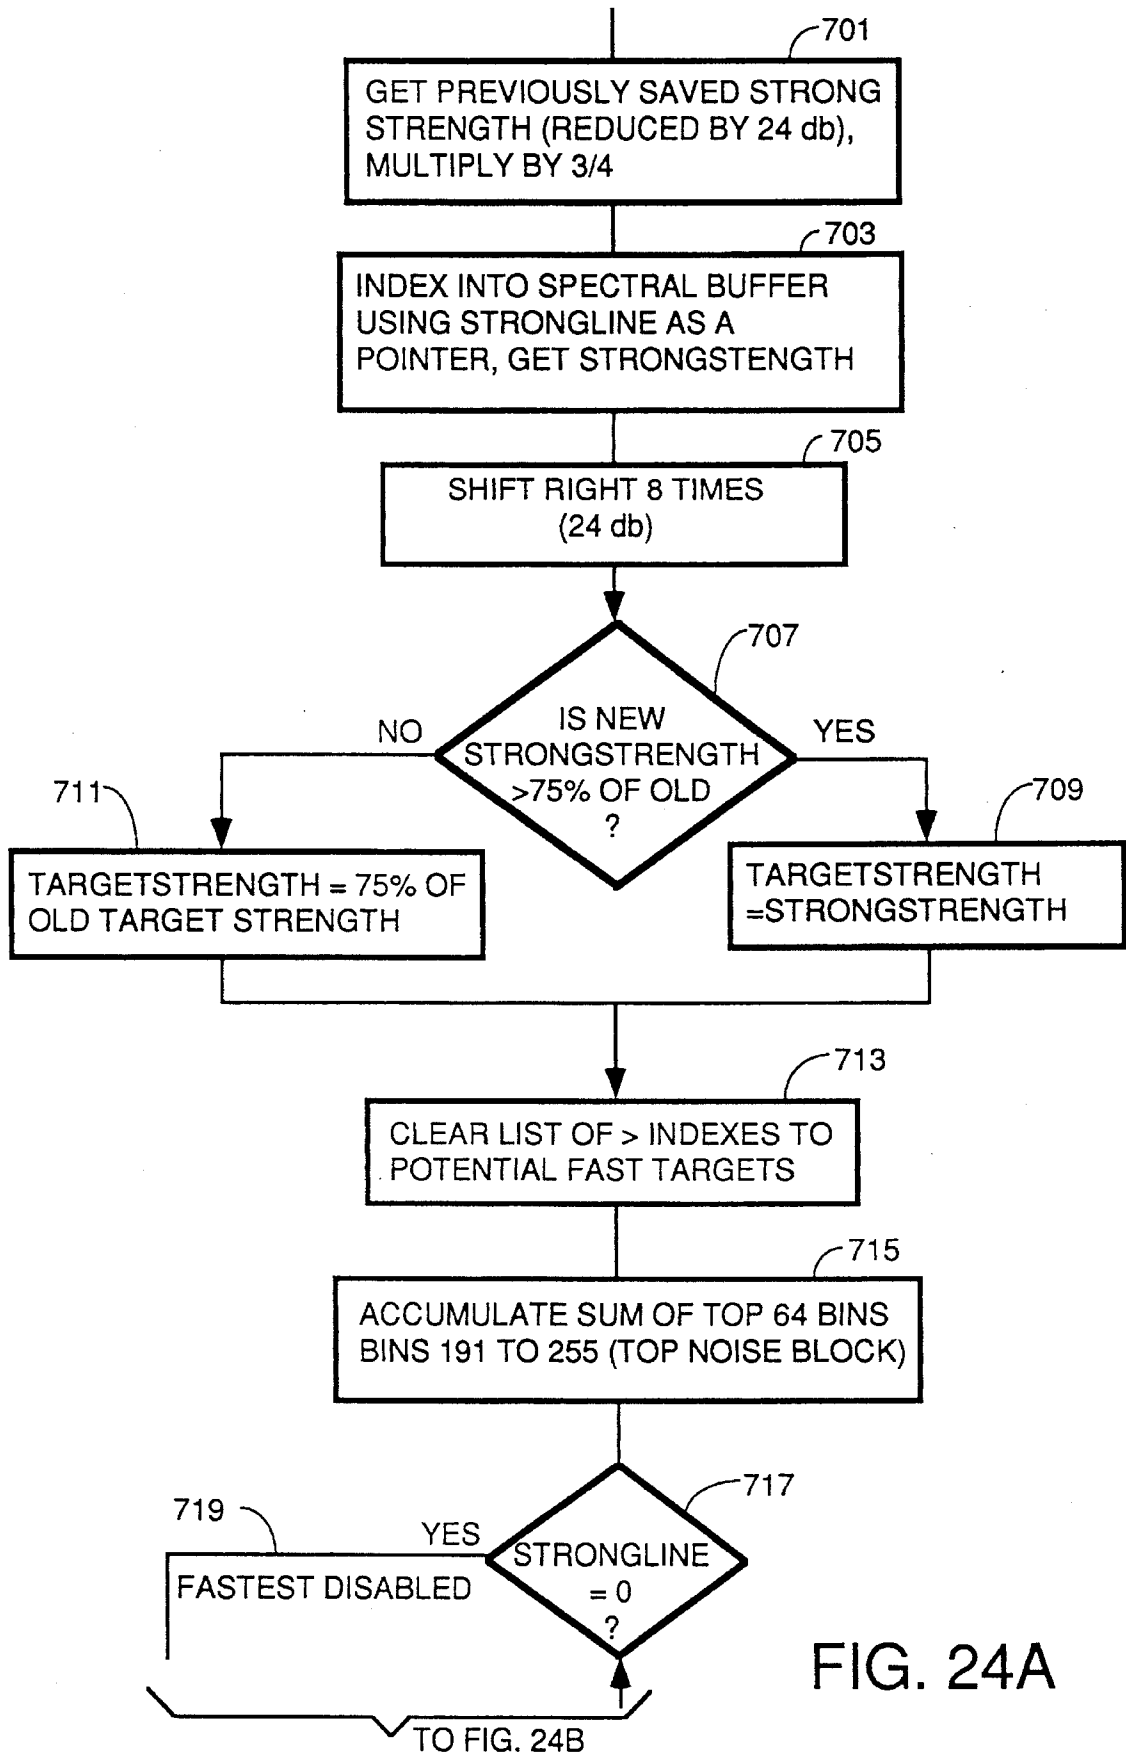 701
GET PREVIOUSLY SAVED STRONG
STRENGTH (REDUCED BY 24 db),
MULTIPLY BY 3/4
703
INDEX INTO SPECTRAL BUFFER
USING STRONGLINE AS A
POINTER, GET STRONGSTENGTH
705
SHIFT RIGHT 8 TIMES
(24 db)
707
IS NEW
STRONGSTRENGTH
>75% OF OLD
?
NO
YES
711
TARGETSTRENGTH = 75% OF
OLD TARGET STRENGTH
709
TARGETSTRENGTH
=STRONGSTRENGTH
713
CLEAR LIST OF > INDEXES TO
POTENTIAL FAST TARGETS
715
ACCUMULATE SUM OF TOP 64 BINS
BINS 191 TO 255 (TOP NOISE BLOCK)
717
STRONGLINE
= 0
?
YES
719
FASTEST DISABLED
TO FIG. 24B
FIG. 24A